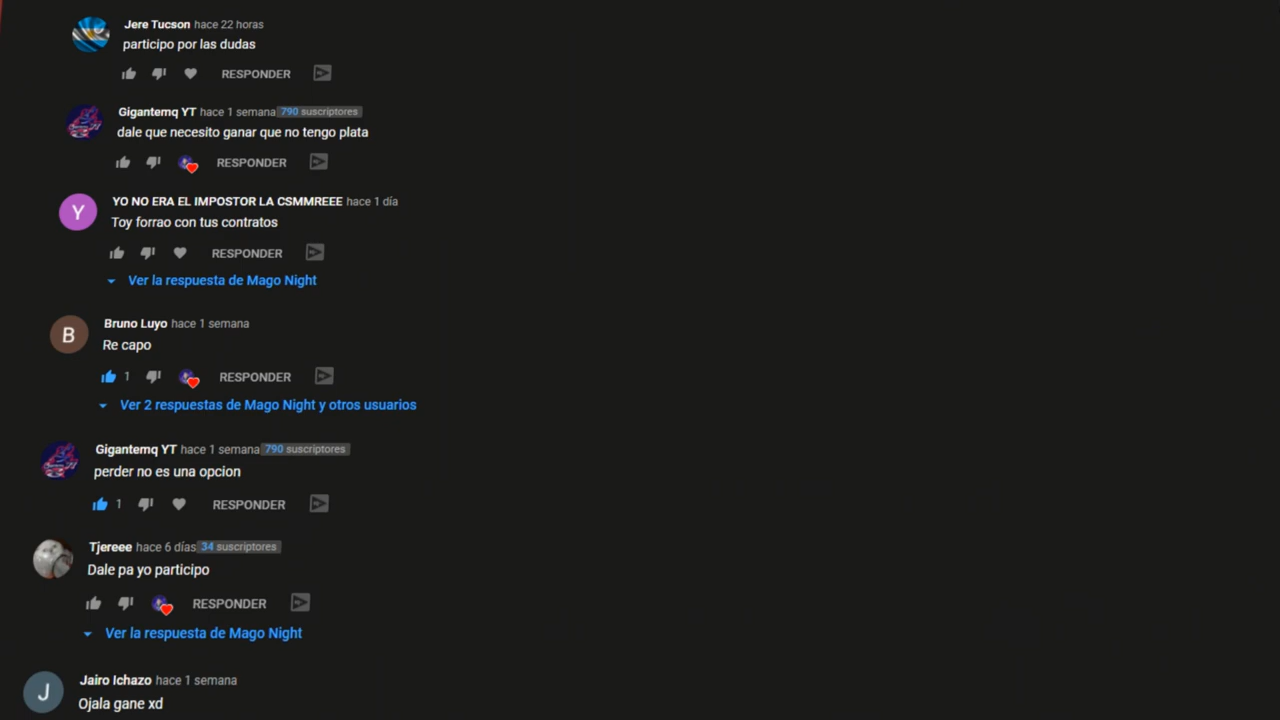 Jere Tucson hace 22 horas
participo por las dudas
RESPONDER
Gigantemq YT hace 1 semana 790 suscriptores
dale que necesito ganar que no tengo plata
RESPONDER
Y
YO NO ERA EL IMPOSTOR LA CSMMREEE hace 1 día
Toy forrao con tus contratos
RESPONDER
Ver la respuesta de Mago Night
B
Bruno Luyo hace 1 semana
Re capo
1 RESPONDER
Ver 2 respuestas de Mago Night y otros usuarios
Gigantemq YT hace 1 semana 790 suscriptores
perder no es una opcion
1 RESPONDER
Tjereee hace 6 días 34 suscriptores
Dale pa yo participo
RESPONDER
Ver la respuesta de Mago Night
J
Jairo Ichazo hace 1 semana
Ojala gane xd